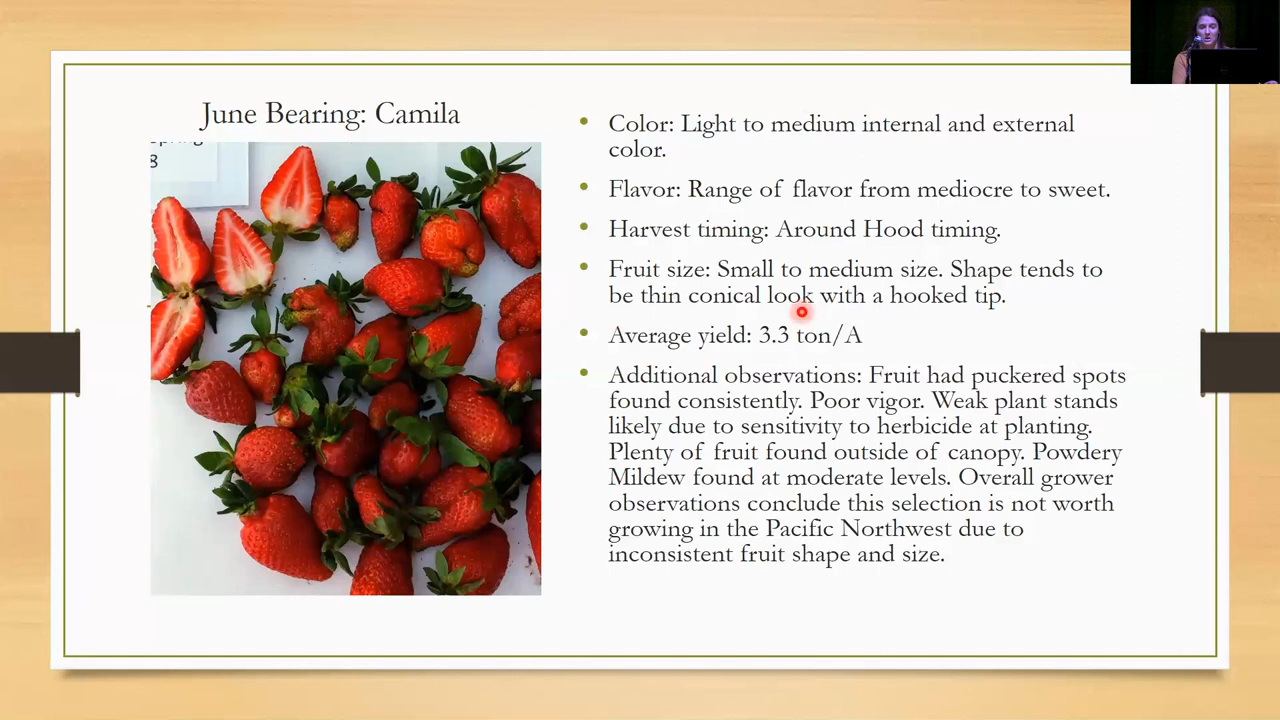 June Bearing: Camila
8
Color: Light to medium internal and external
color.
Flavor: Range of flavor from mediocre to sweet.
Harvest timing: Around Hood timing.
Fruit size: Small to medium size. Shape tends to
be thin conical look with a hooked tip.
Average yield: 3.3 ton/A
Additional observations: Fruit had puckered spots
found consistently. Poor vigor. Weak plant stands
likely due to sensitivity to herbicide at planting.
Plenty of fruit found outside of canopy. Powdery
Mildew found at moderate levels. Overall grower
observations conclude this selection is not worth
growing in the Pacific Northwest due to
inconsistent fruit shape and size.